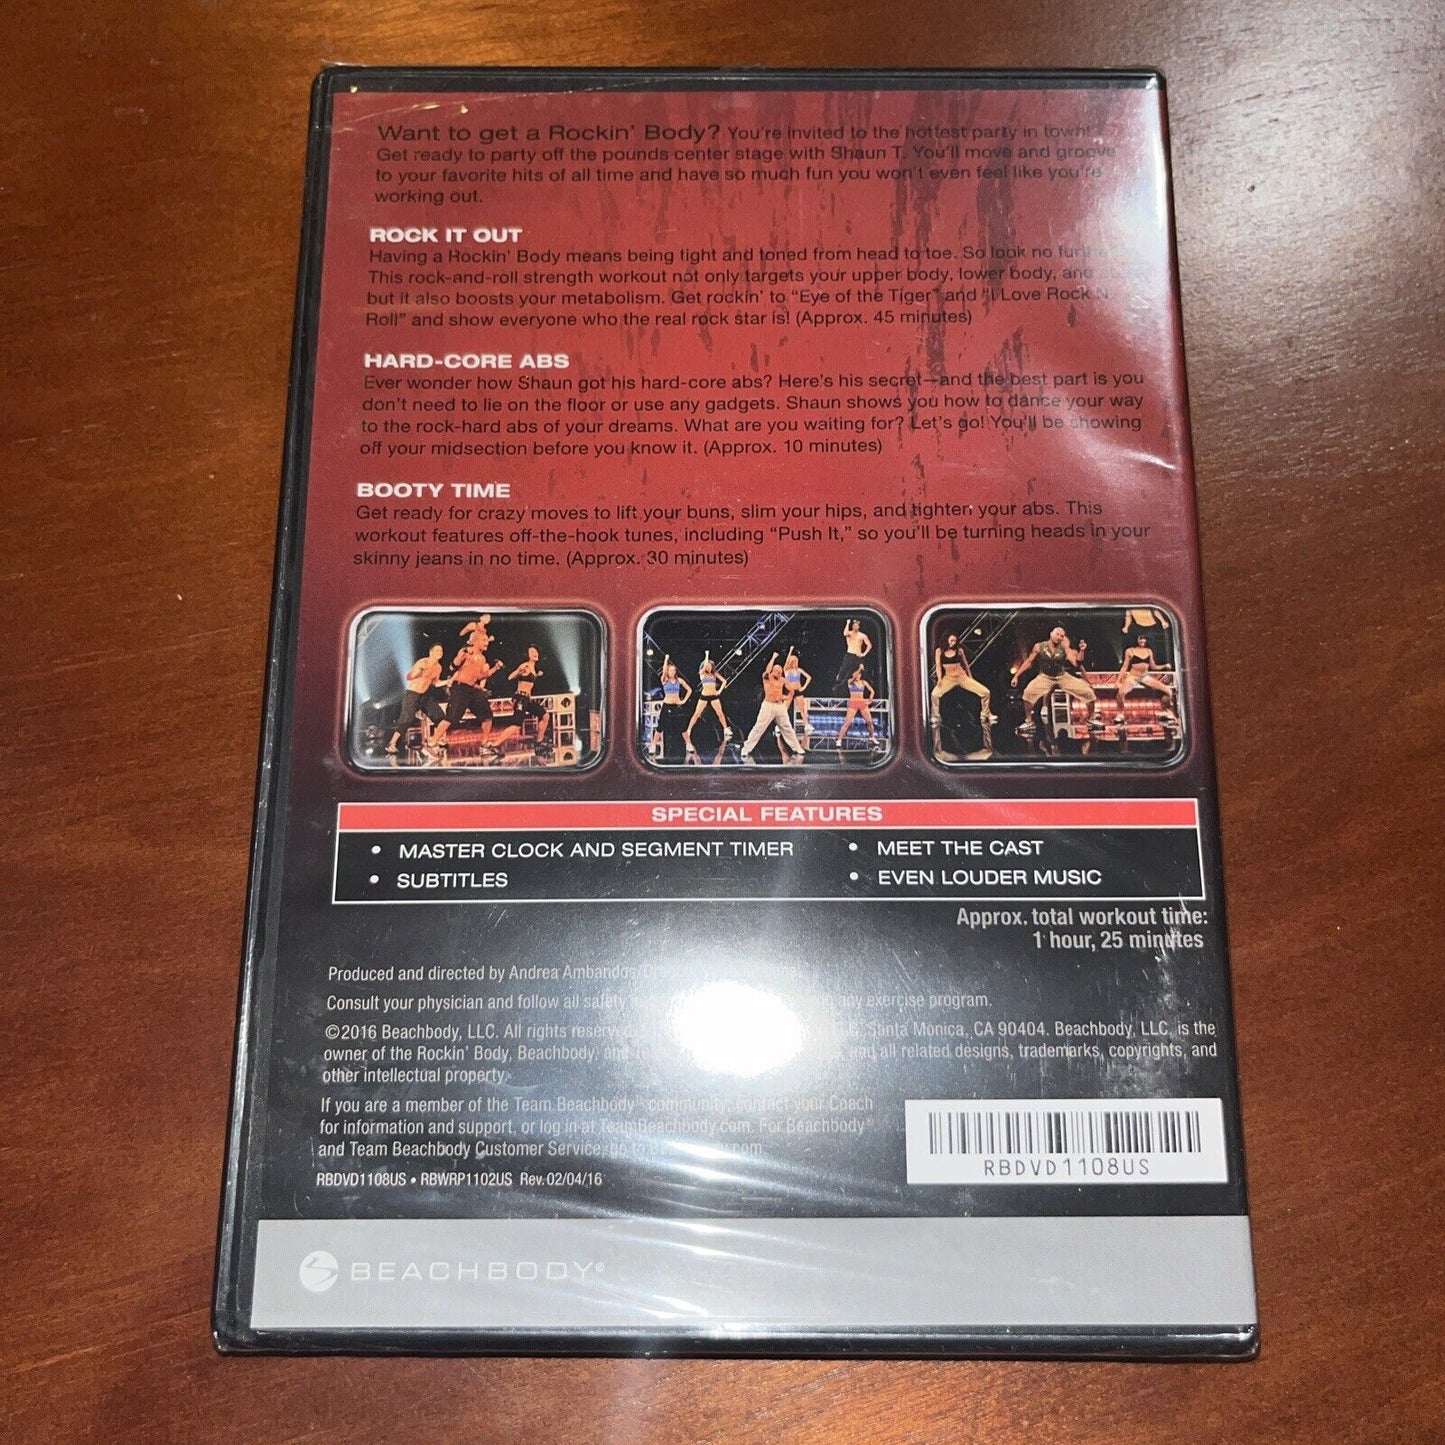 Want to get a Rockin' Body? You're invited to the hottest party in town!
Get ready to party off the pounds center stage with Shaun T. You'll move and groove
to your favorite hits of all time and have so much fun you won't even feel like you're
working out.
ROCK IT OUT
Having a Rockin' Body means being tight and toned from head to toe. So look no further.
This rock-and-roll strength workout not only targets your upper body, lower body, and
but it also boosts your metabolism. Get rockin' to “Eye of the Tiger” and “I Love Rock N
Roll” and show everyone who the real rock star is! (Approx. 45 minutes)
HARD-CORE ABS
Ever wonder how Shaun got his hard-core abs? Here's his secret—and the best part is you
don't need to lie on the floor or use any gadgets. Shaun shows you how to dance your way
to the rock-hard abs of your dreams. What are you waiting for? Let's go! You'll be showing
off your midsection before you know it. (Approx. 10 minutes)
BOOTY TIME
Get ready for crazy moves to lift your buns, slim your hips, and tighten your abs. This
workout features off-the-hook tunes, including “Push It,” so you'll be turning heads in your
skinny jeans in no time. (Approx. 30 minutes)
SPECIAL FEATURES
• MASTER CLOCK AND SEGMENT TIMER
• SUBTITLES
• MEET THE CAST
• EVEN LOUDER MUSIC
Approx. total workout time:
1 hour, 25 minutes
Produced and directed by Andrea Ambandos/
Consult your physician and follow all safety any exercise program.
©2016 Beachbody, LLC. All rights reserved. Santa Monica, CA 90404. Beachbody, LLC, is the
owner of the Rockin' Body, Beachbody, and all related designs, trademarks, copyrights, and
other intellectual property.
If you are a member of the Team Beachbody® community, contact your Coach
for information and support, or log in at TeamBeachbody.com. For Beachbody®
and Team Beachbody Customer Service, go to
RBDVD1108US • RBWRP1102US Rev. 02/04/16
RBDVD1108US
BEACHBODY®